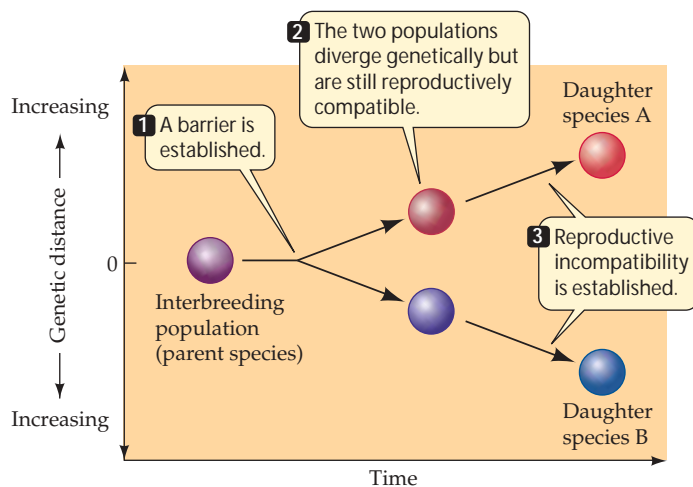 2 The two populations
diverge genetically but
are still reproductively
compatible.
Daughter
species A
Increasing
1 A barrier is
established.
Genetic distance
0
3 Reproductive
incompatibility
is established.
Interbreeding
population
(parent species)
Increasing
Daughter
species B
Time